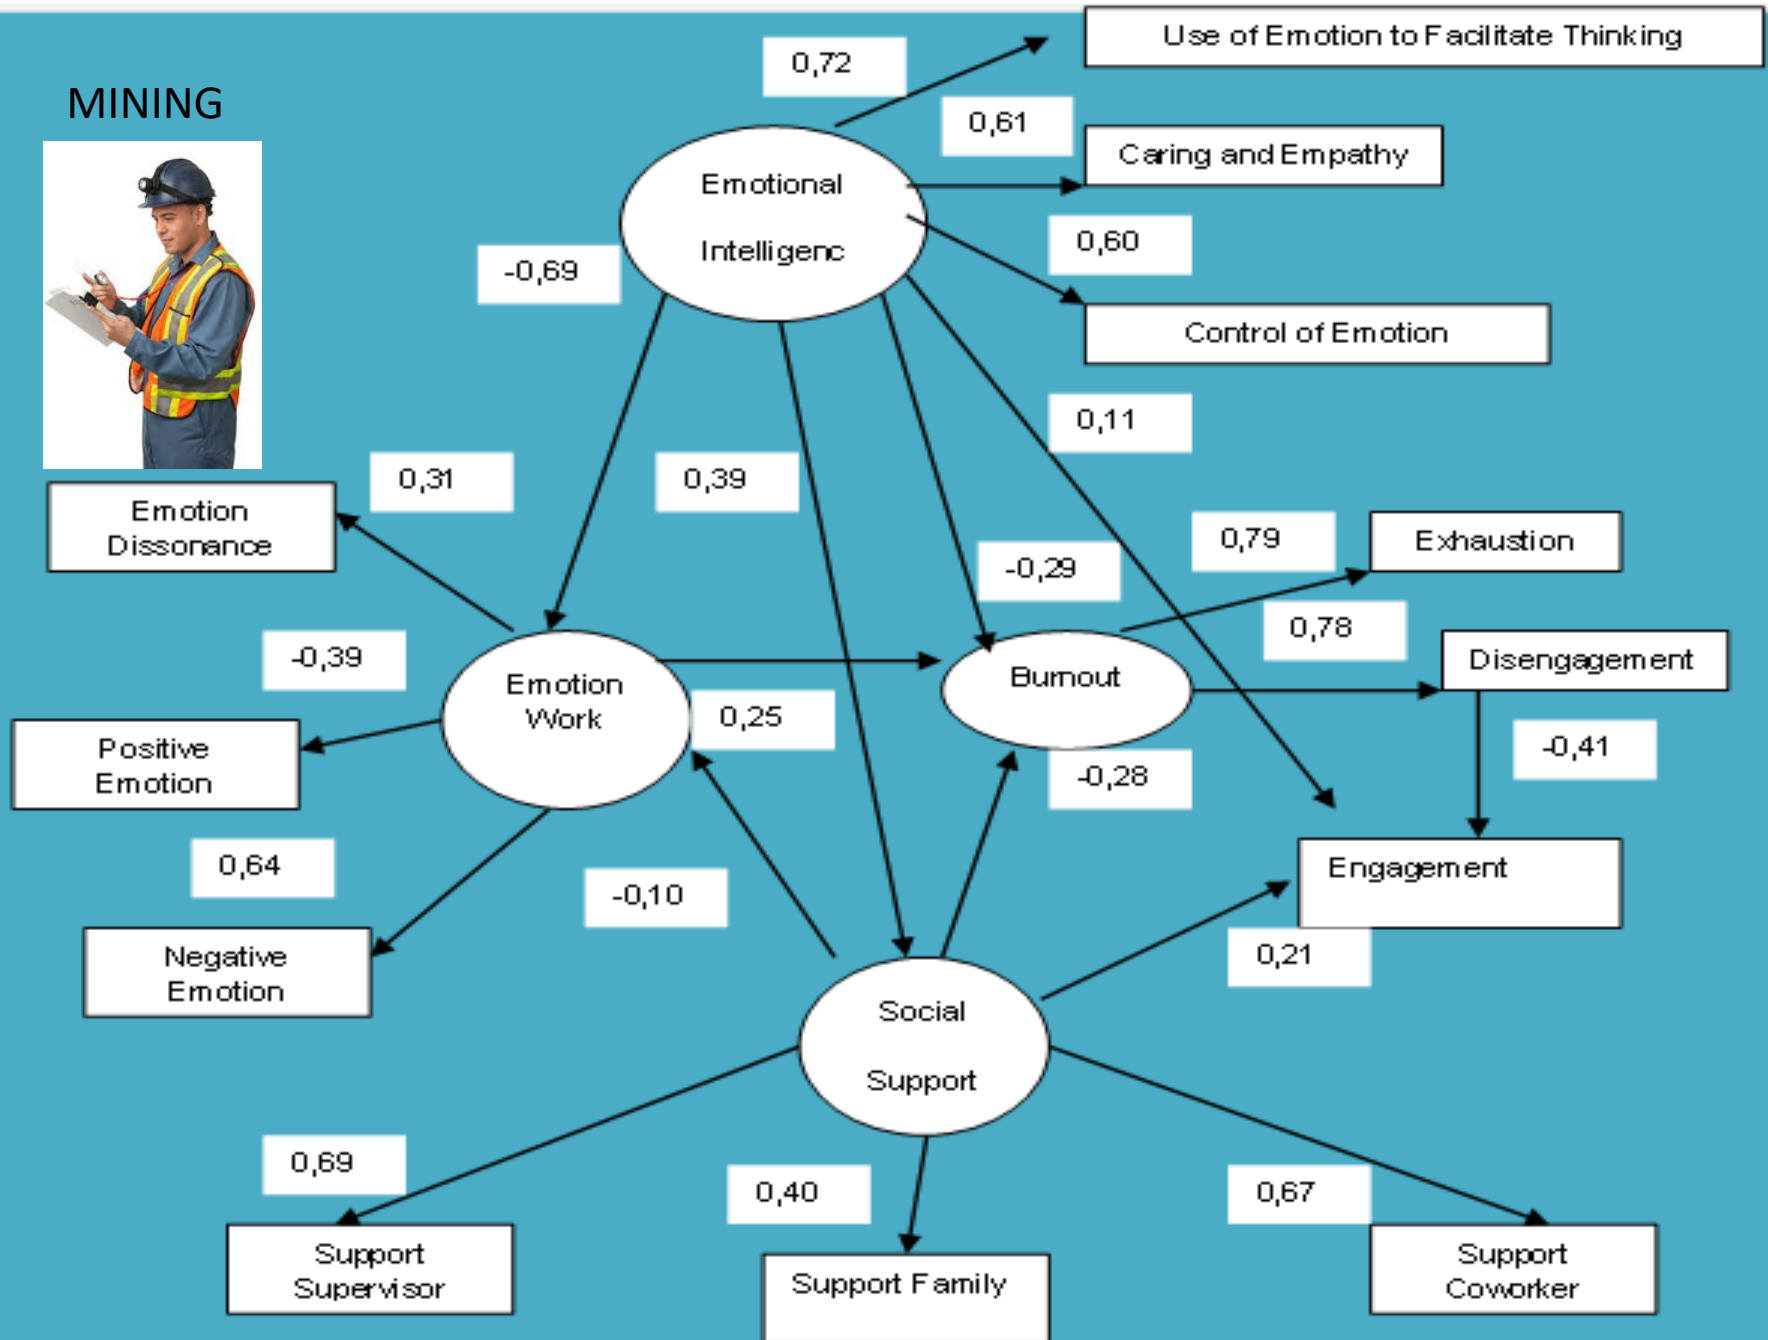 Use of Emotion to Facilitate Thinking
0,72
MINING
0,61
Caring and Empathy
Emotional
Intelligenc
0,60
-0,69
Control of Emotion
0,11
0,31
0,39
Emotion
Dissonance
0,79
Exhaustion
-0,29
0,78
-0,39
Disengagement
Burnout
Emotion
Work
0,25
-0,41
Positive
Emotion
-0,28
0,64
Engagement
-0,10
0,21
Negative
Emotion
Social
Support
0,69
0,40
0,67
Support
Supervisor
Support Family
Support
Coworker